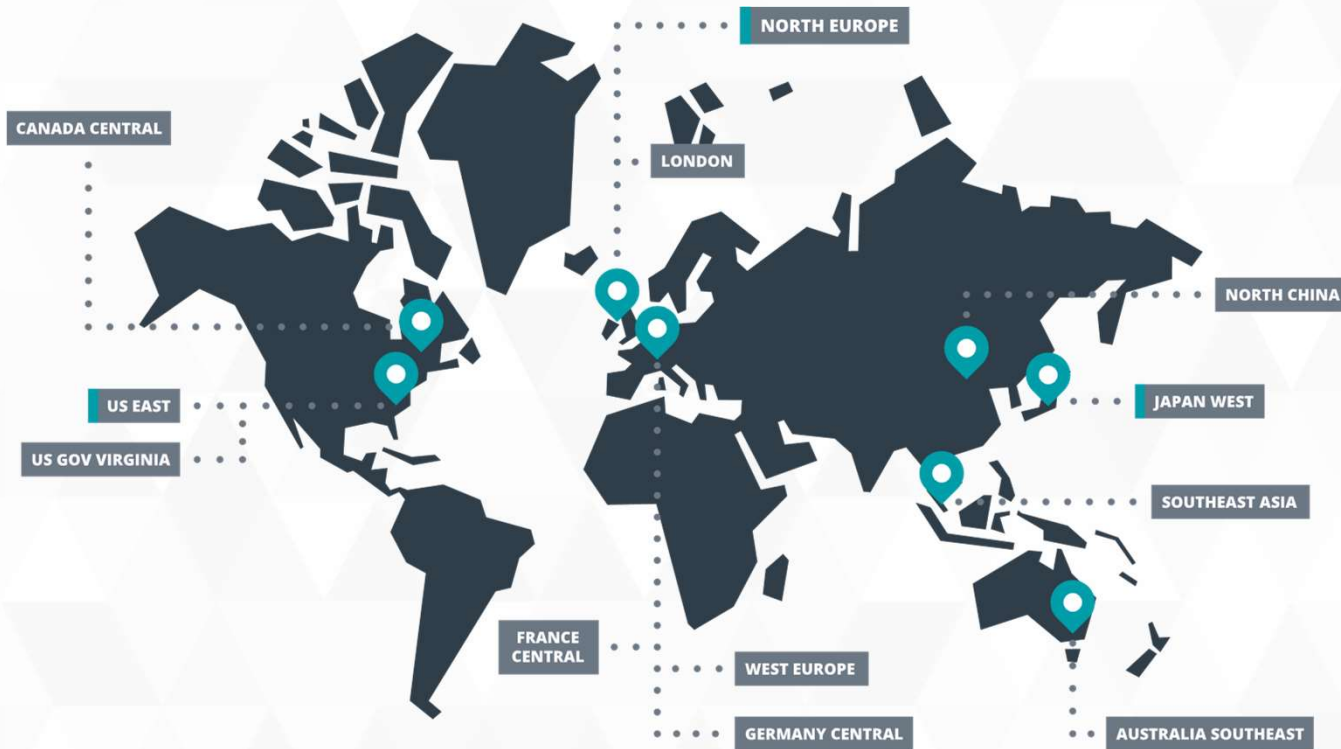 NORTH EUROPE
CANADA CENTRAL
LONDON
NORTH CHINA
US EAST
JAPAN WEST
US GOV VIRGINIA
SOUTHEAST ASIA
FRANCE
CENTRAL
WEST EUROPE
GERMANY CENTRAL
AUSTRALIA SOUTHEAST